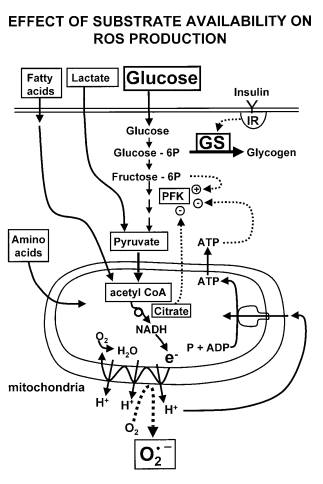 EFFECT OF SUBSTRATE AVAILABILITY ON
ROS PRODUCTION
Fatty
acids
Lactate
Glucose
Insulin
IR
Glucose
GS
Glucose - 6P
Glycogen
Fructose - 6P
PFK
+
-
-
Amino
acids
Pyruvate
ATP
ATP
acetyl CoA
Citrate
NADH
O2
H2O
e-
P + ADP
mitochondria
H+
H+
H+
O2
O2•−